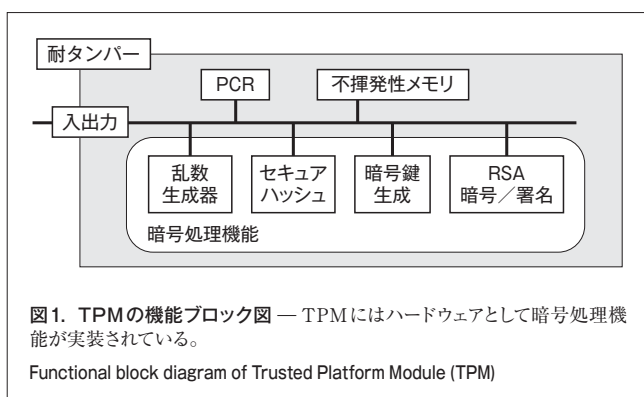 耐タンパー
PCR
不揮発性メモリ
入出力
乱数
生成器
セキュア
ハッシュ
暗号鍵
生成
RSA
暗号／署名
暗号処理機能
図1. TPMの機能ブロック図 — TPMにはハードウェアとして暗号処理機
能が実装されている。
Functional block diagram of Trusted Platform Module (TPM)